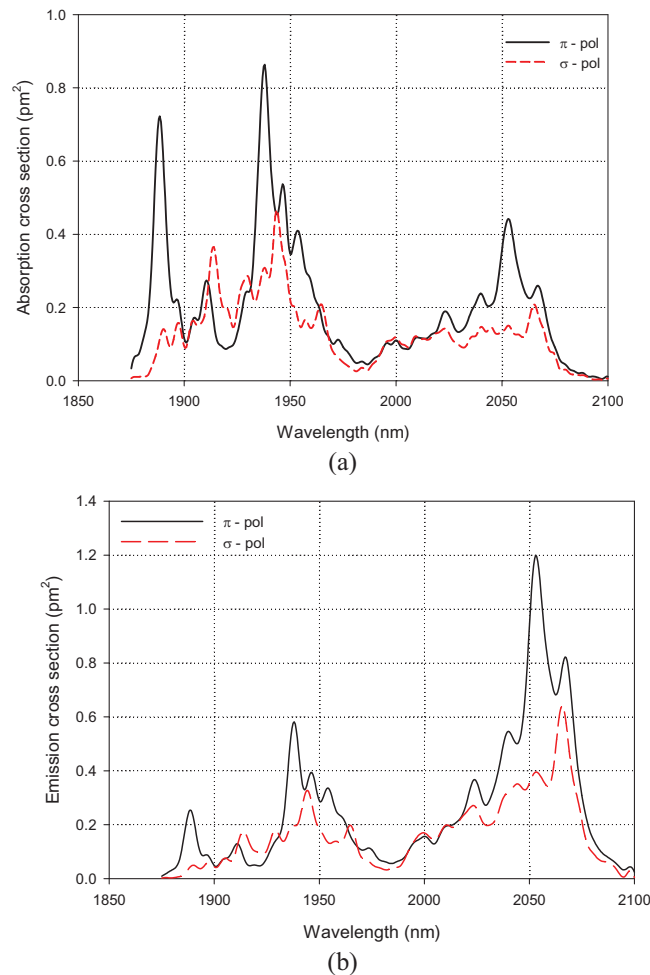 1.0
0.8
0.6
0.4
0.2
0.0
Absorption cross section (pm²)
π - pol
σ - pol
1850 1900 1950 2000 2050 2100
Wavelength (nm)
(a)
1.4
1.2
1.0
0.8
0.6
0.4
0.2
0.0
Emission cross section (pm²)
π - pol
σ - pol
1850 1900 1950 2000 2050 2100
Wavelength (nm)
(b)